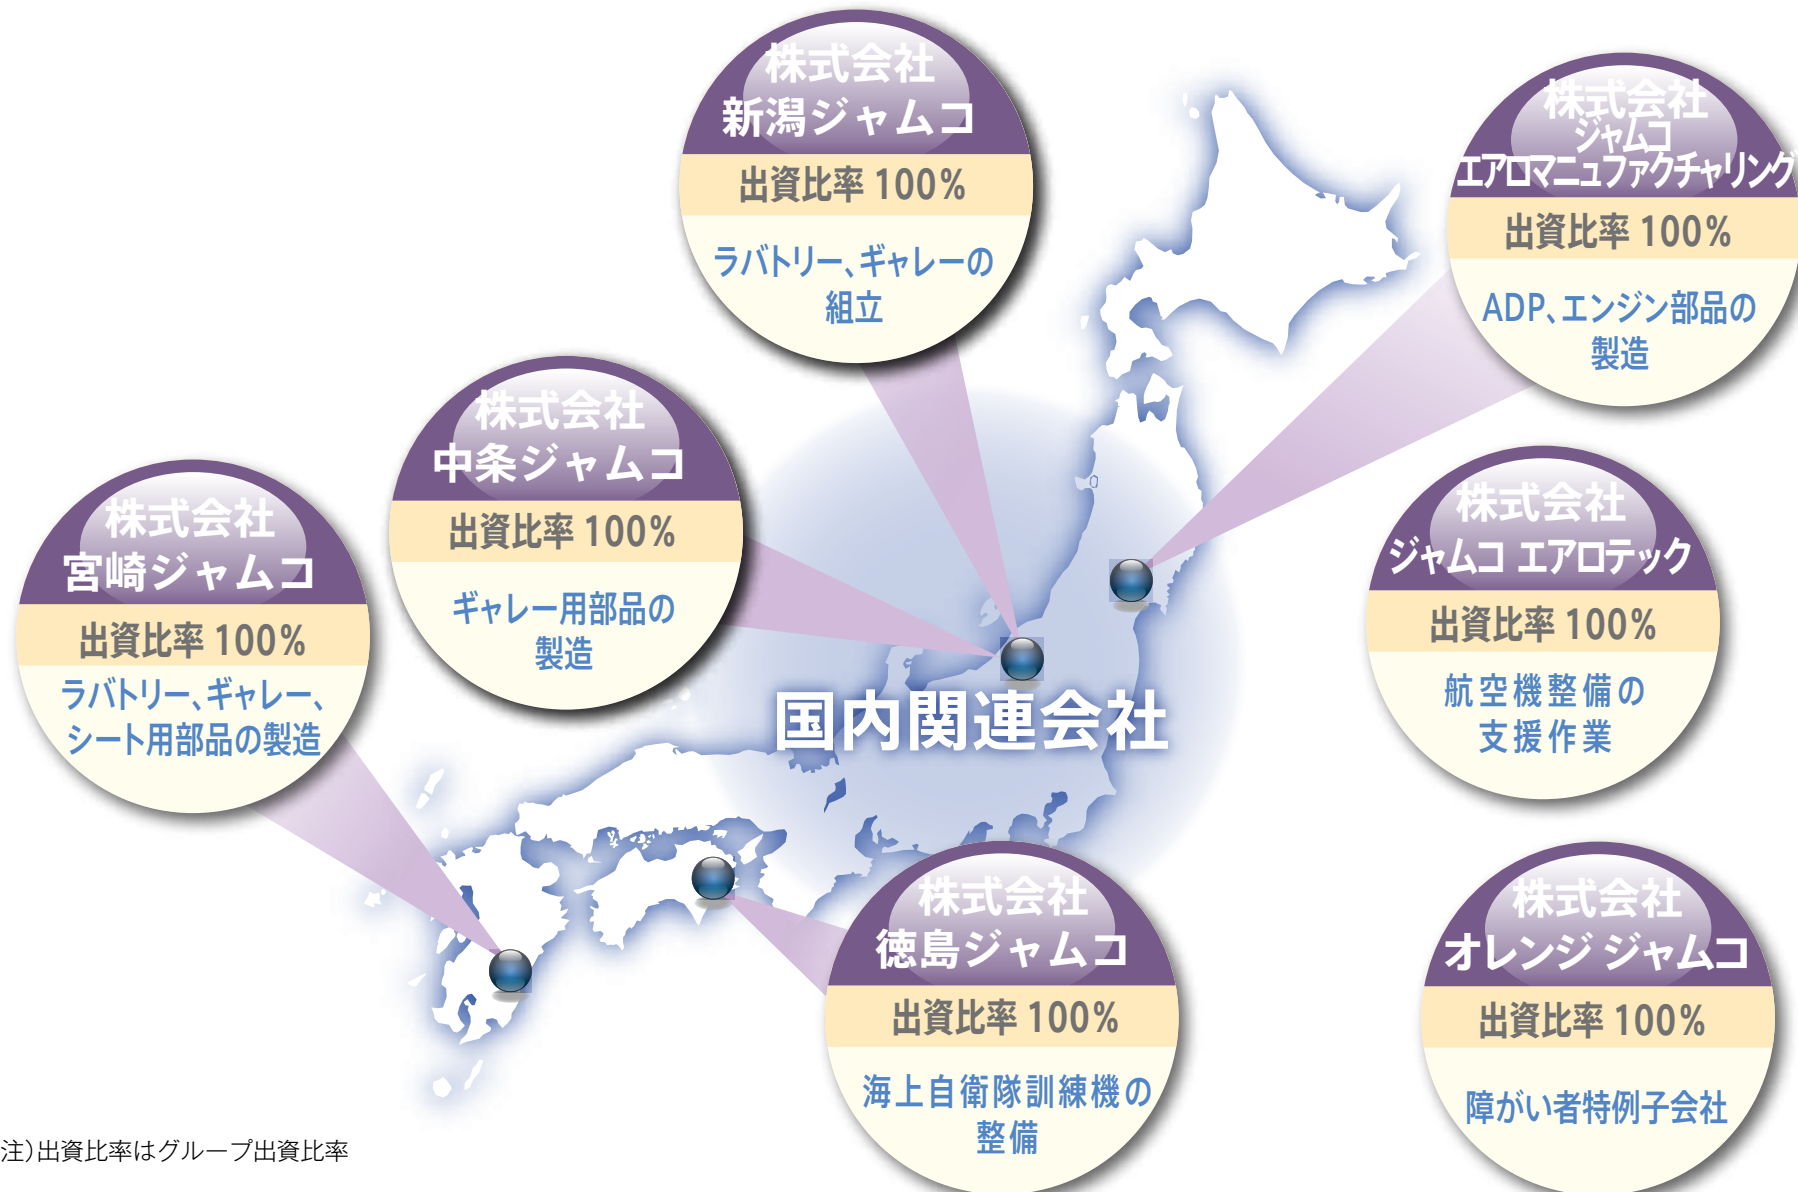 株式会社
新潟ジャムコ
出資比率 100%
ラバトリー、ギャレーの
組立
株式会社
ジャムコ
エアロマニュファクチャリング
出資比率 100%
ADP、エンジン部品の
製造
株式会社
中条ジャムコ
出資比率 100%
ギャレー用部品の
製造
株式会社
宮崎ジャムコ
出資比率 100%
ラバトリー、ギャレー、
シート用部品の製造
株式会社
ジャムコ エアロテック
出資比率 100%
航空機整備の
支援作業
国内関連会社
株式会社
徳島ジャムコ
出資比率 100%
海上自衛隊訓練機の
整備
株式会社
オレンジ ジャムコ
出資比率 100%
障がい者特例子会社
注)出資比率はグループ出資比率